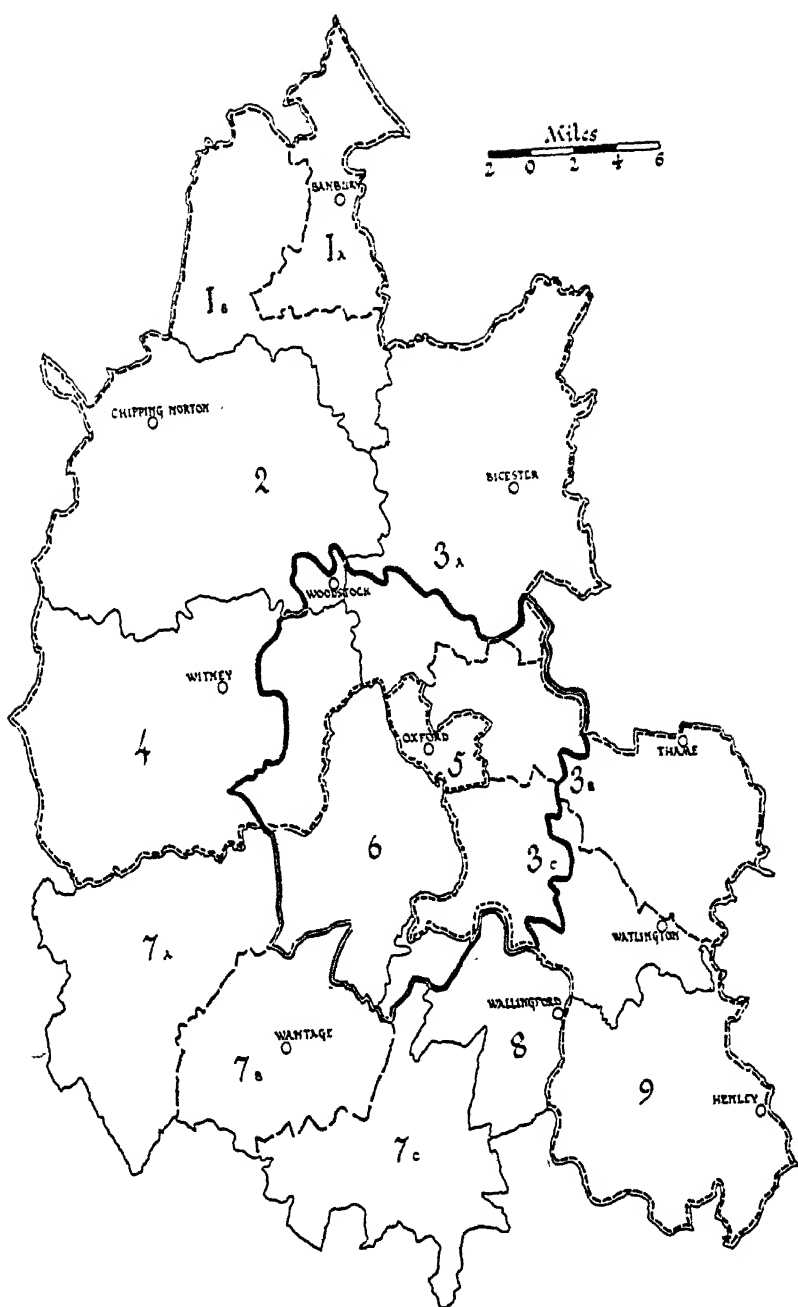 Miles
2 0 2 4 6
BANBURY
1A
1B
CHIPPING NORTON
2
BICESTER
3A
WOODSTOCK
WITNEY
4
OXFORD
5
THAME
3B
6
3C
7A
WATLINGTON
WALLINGFORD
WANTAGE
7B
8
9
HENLEY
7C